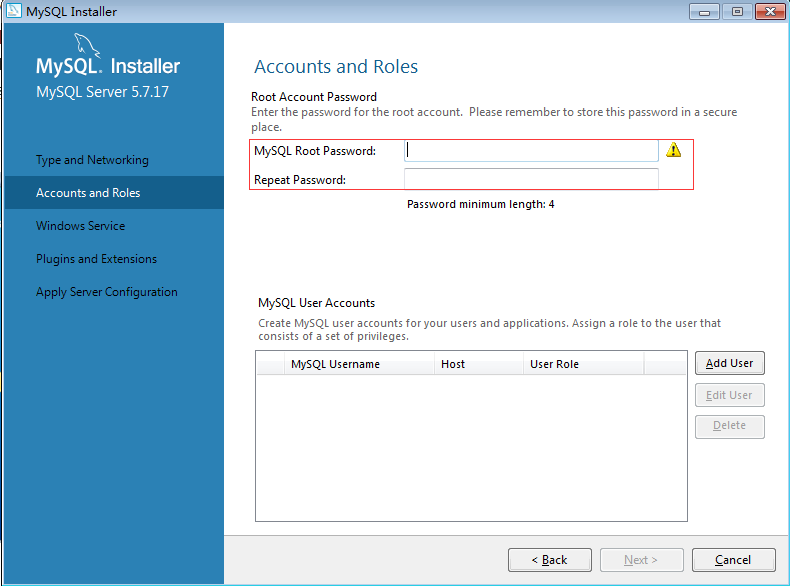 MySQL Installer
MySQL. Installer
MySQL Server 5.7.17
Type and Networking
Accounts and Roles
Windows Service
Plugins and Extensions
Apply Server Configuration
Accounts and Roles
Root Account Password
Enter the password for the root account.  Please remember to store this password in a secure
place.
MySQL Root Password:
Repeat Password:
Password minimum length: 4
MySQL User Accounts
Create MySQL user accounts for your users and applications. Assign a role to the user that
consists of a set of privileges.
MySQL Username Host User Role
Add User
Edit User
Delete
< Back Next > Cancel